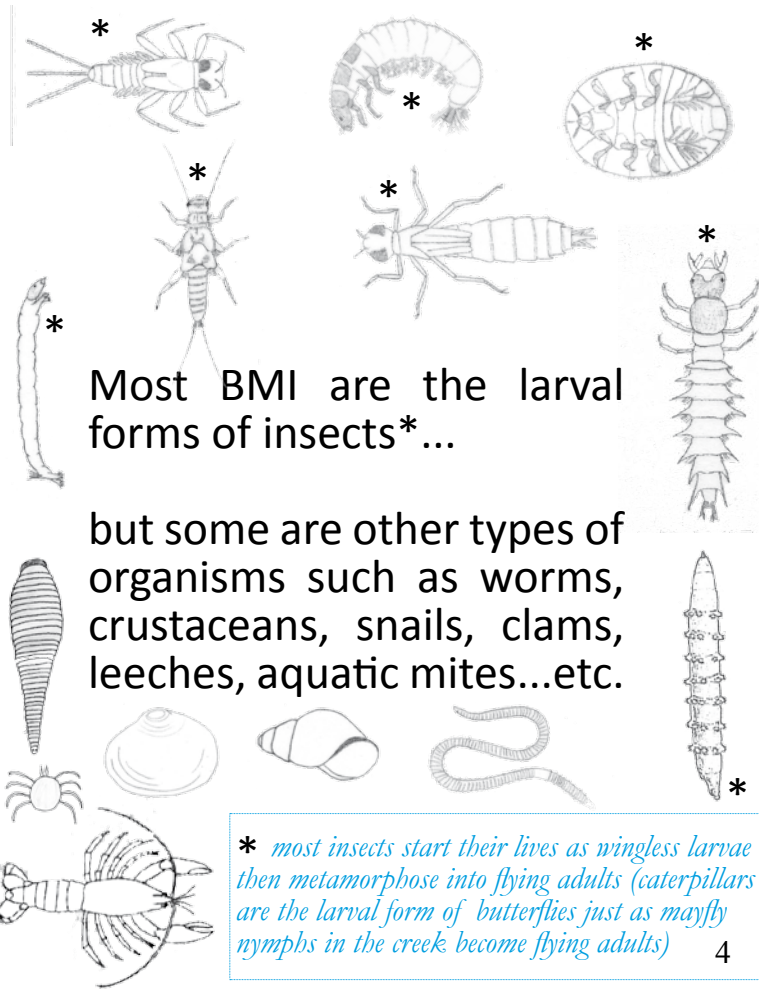 *
*
*
*
*
*
*
Most BMI are the larval
forms of insects*...
but some are other types of
organisms such as worms,
crustaceans, snails, clams,
leeches, aquatic mites...etc.
*
* most insects start their lives as wingless larvae
then metamorphose into flying adults (caterpillars
are the larval form of butterflies just as mayfly
nymphs in the creek become flying adults)
4